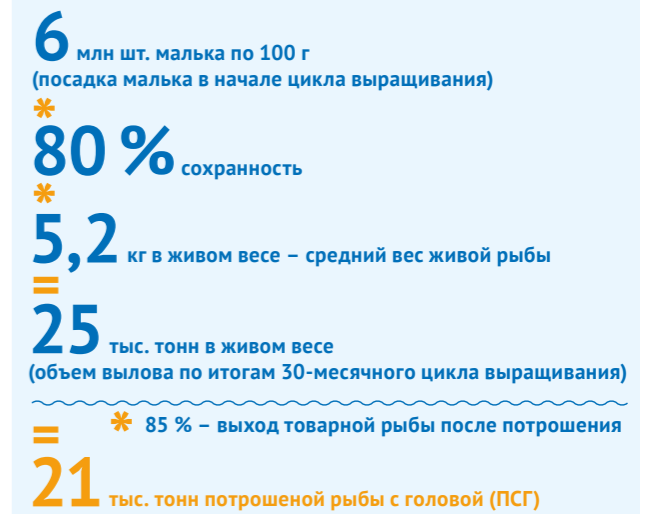 6 млн шт. малька по 100 г
(посадка малька в начале цикла выращивания)
*
80 % сохранность
*
5,2 кг в живом весе – средний вес живой рыбы
=
25 тыс. тонн в живом весе
(объем вылова по итогам 30-месячного цикла выращивания)
* 85 % – выход товарной рыбы после потрошения
=
21 тыс. тонн потрошеной рыбы с головой (ПСГ)